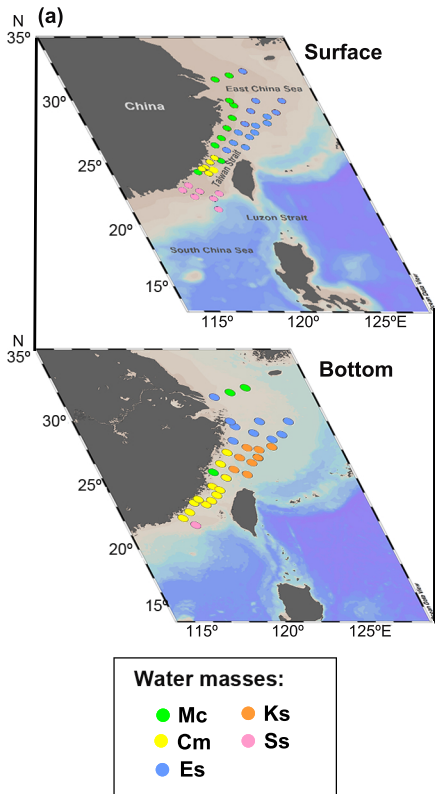 (a)
N
35º
Surface
East China Sea
30º
China
25º
Taiwan Strait
20º
Luzon Strait
South China Sea
15º
115º
120º
125ºE
N
35º
Bottom
30º
25º
20º
15º
115º
120º
125ºE
Water masses:
Mc
Ks
Cm
Ss
Es